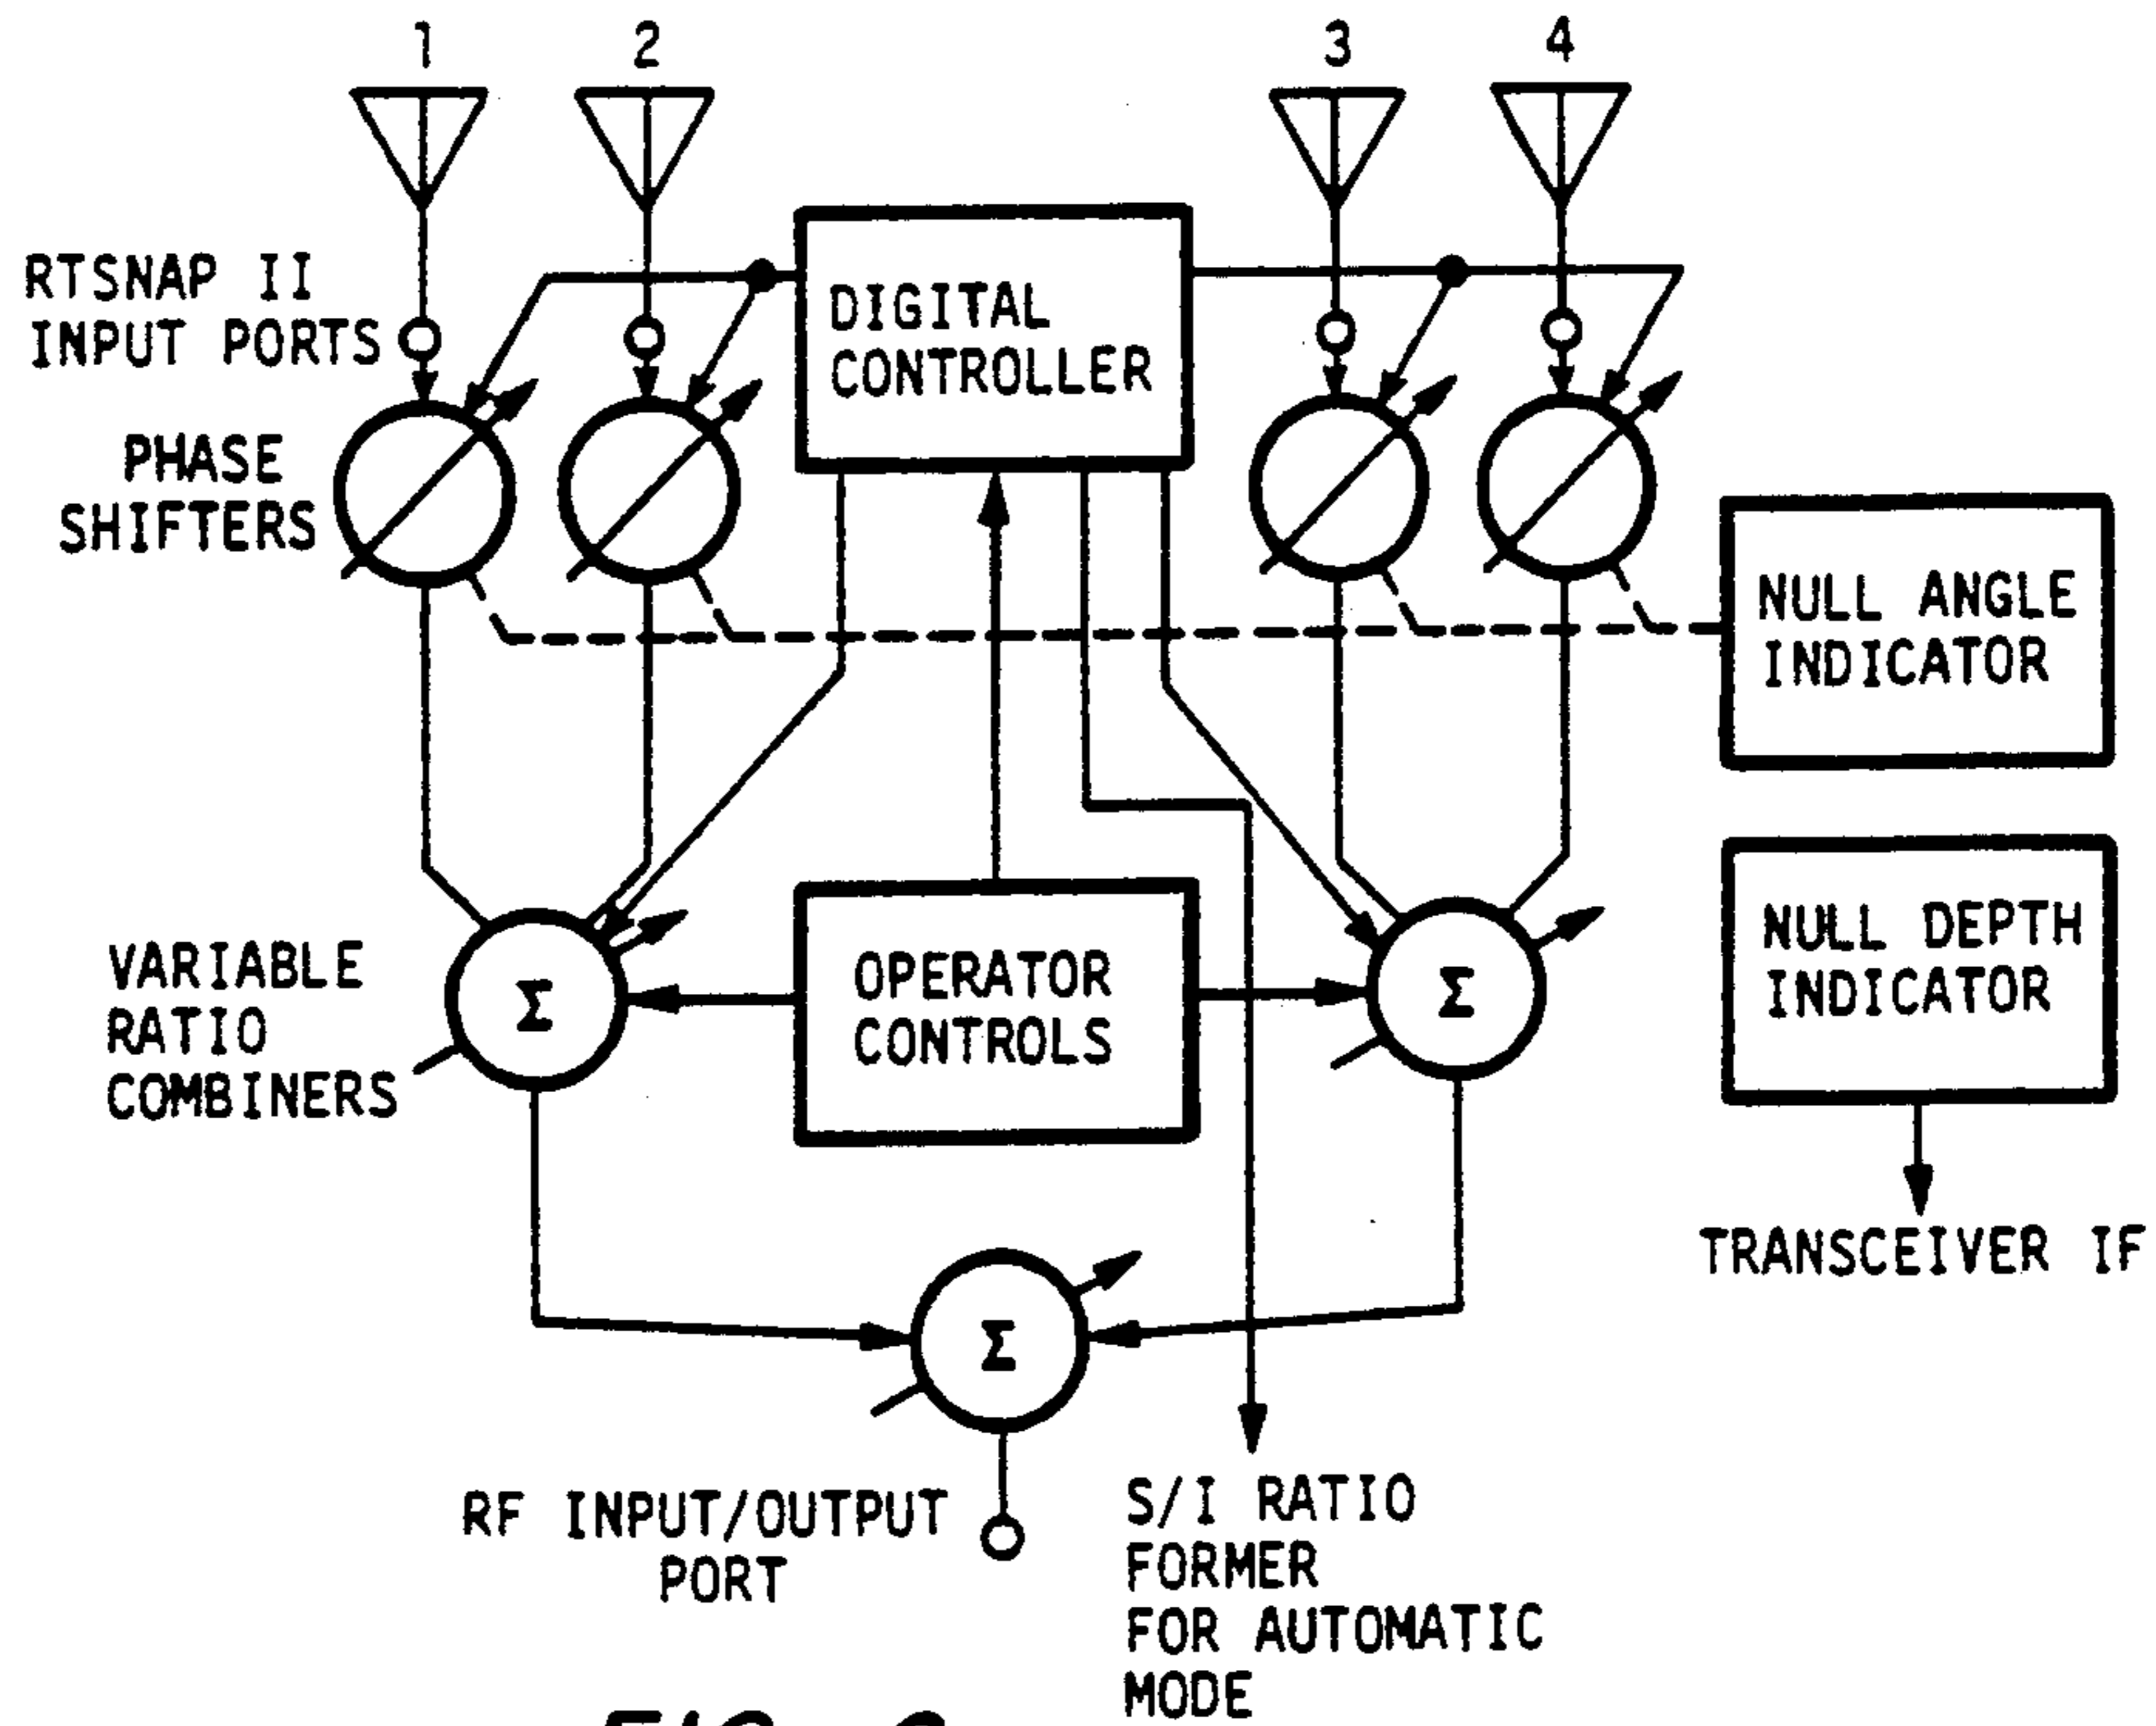 1
2
3
4
RTSNAP II
INPUT PORTS
DIGITAL
CONTROLLER
PHASE
SHIFTERS
NULL ANGLE
INDICATOR
NULL DEPTH
INDICATOR
TRANSCEIVER IF
VARIABLE
RATIO
COMBINERS
Σ
OPERATOR
CONTROLS
Σ
Σ
RF INPUT/OUTPUT
PORT
S/I RATIO
FORMER
FOR AUTOMATIC
MODE